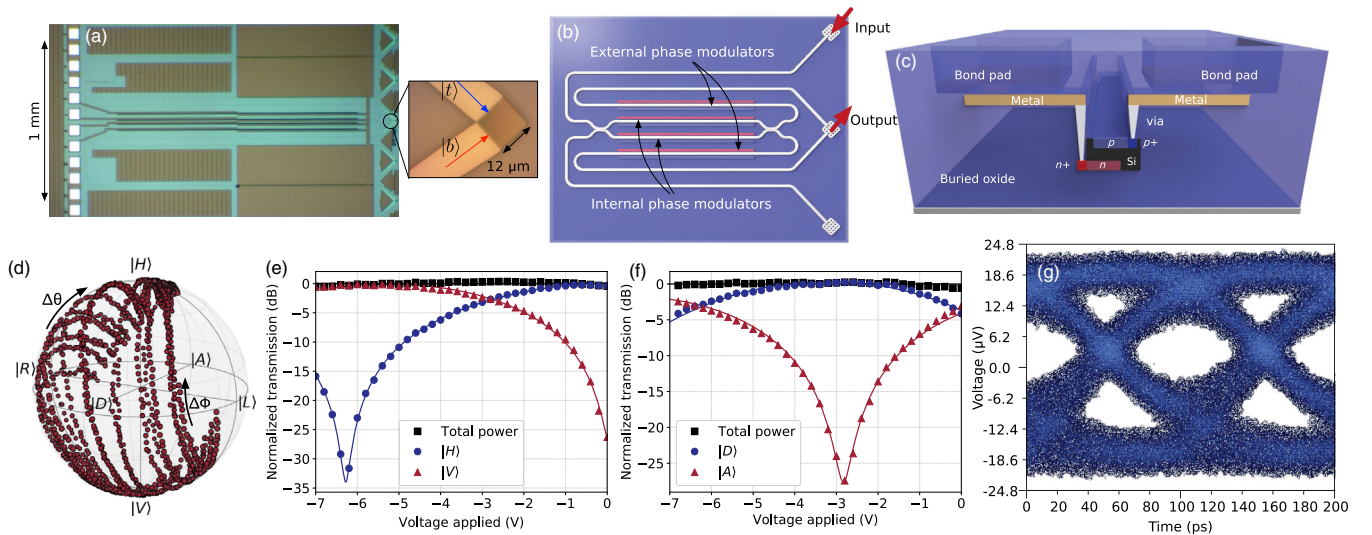 (a)
1 mm
|t⟩
|b⟩
12 μm
(b)
Input
External phase modulators
Output
Internal phase modulators
(c)
Bond pad
Bond pad
Metal
Metal
via
p
p+
Si
n+
n
Buried oxide
(d)
|H⟩
Δθ
|R⟩
|A⟩
|D⟩
|L⟩
ΔΦ
|V⟩
(e)
Normalized transmission (dB)
0
−5
−10
−15
−20
−25
−30
−35
Total power
|H⟩
|V⟩
−7 −6 −5 −4 −3 −2 −1 0
Voltage applied (V)
(f)
Normalized transmission (dB)
0
−5
−10
−15
−20
−25
Total power
|D⟩
|A⟩
−7 −6 −5 −4 −3 −2 −1 0
Voltage applied (V)
(g)
Voltage (μV)
24.8
18.6
12.4
6.2
0.0
-6.2
-12.4
-18.6
-24.8
0 20 40 60 80 100 120 140 160 180 200
Time (ps)